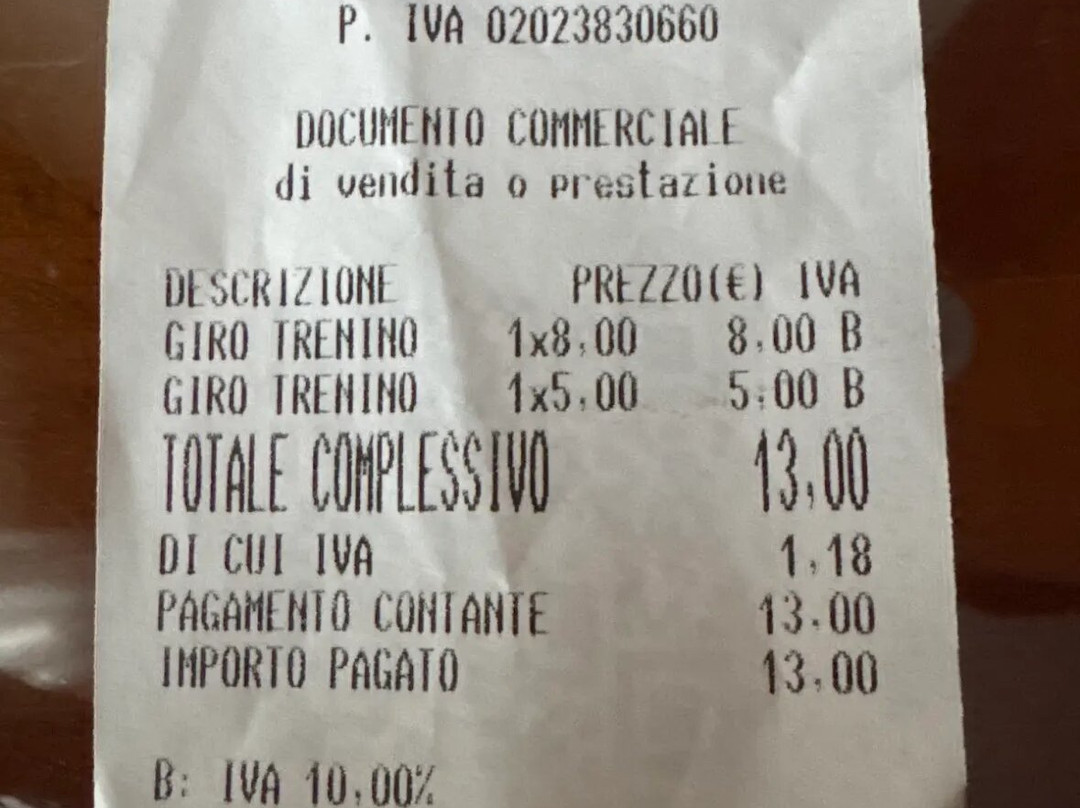 P. IVA 02023830660
DOCUMENTO COMMERCIALE
di vendita o prestazione
DESCRIZIONE PREZZO(€) IVA
GIRO TRENINO 1x8,00 8,00 B
GIRO TRENINO 1x5,00 5,00 B
TOTALE COMPLESSIVO 13,00
DI CUI IVA 1,18
PAGAMENTO CONTANTE 13,00
IMPORTO PAGATO 13,00
B: IVA 10,00%